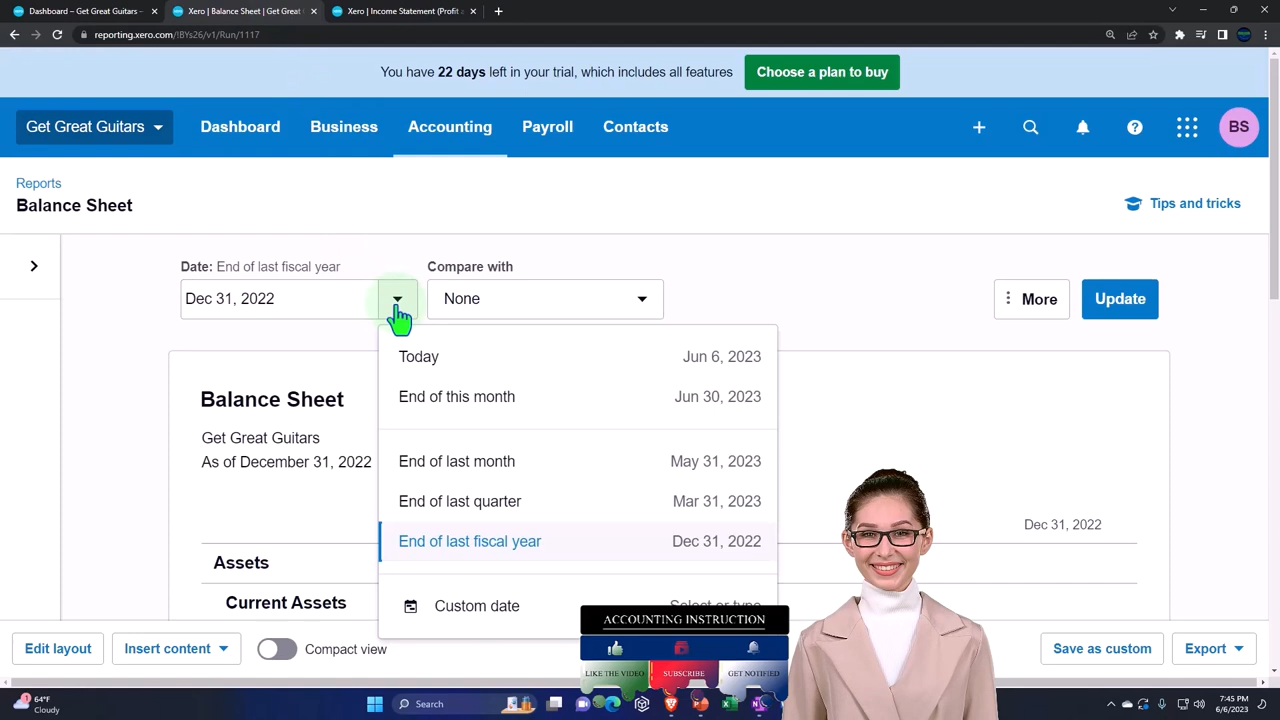 Dashboard – Get Great Guitars –
Xero | Balance Sheet | Get Great
Xero | Income Statement (Profit a
reporting.xero.com/!BYs26/v1/Run/1117
You have 22 days left in your trial, which includes all features
Choose a plan to buy
Get Great Guitars
Dashboard
Business
Accounting
Payroll
Contacts
BS
Reports
Balance Sheet
Tips and tricks
Date: End of last fiscal year
Compare with
Dec 31, 2022
None
More
Update
Today Jun 6, 2023
End of this month Jun 30, 2023
End of last month May 31, 2023
End of last quarter Mar 31, 2023
End of last fiscal year Dec 31, 2022
Custom date Select or type
Balance Sheet
Get Great Guitars
As of December 31, 2022
Dec 31, 2022
Assets
Current Assets
ACCOUNTING INSTRUCTION
LIKE THE VIDEO
SUBSCRIBE
GET NOTIFIED
Edit layout
Insert content
Compact view
Save as custom
Export
64°F
Cloudy
Search
7:45 PM
6/6/2023